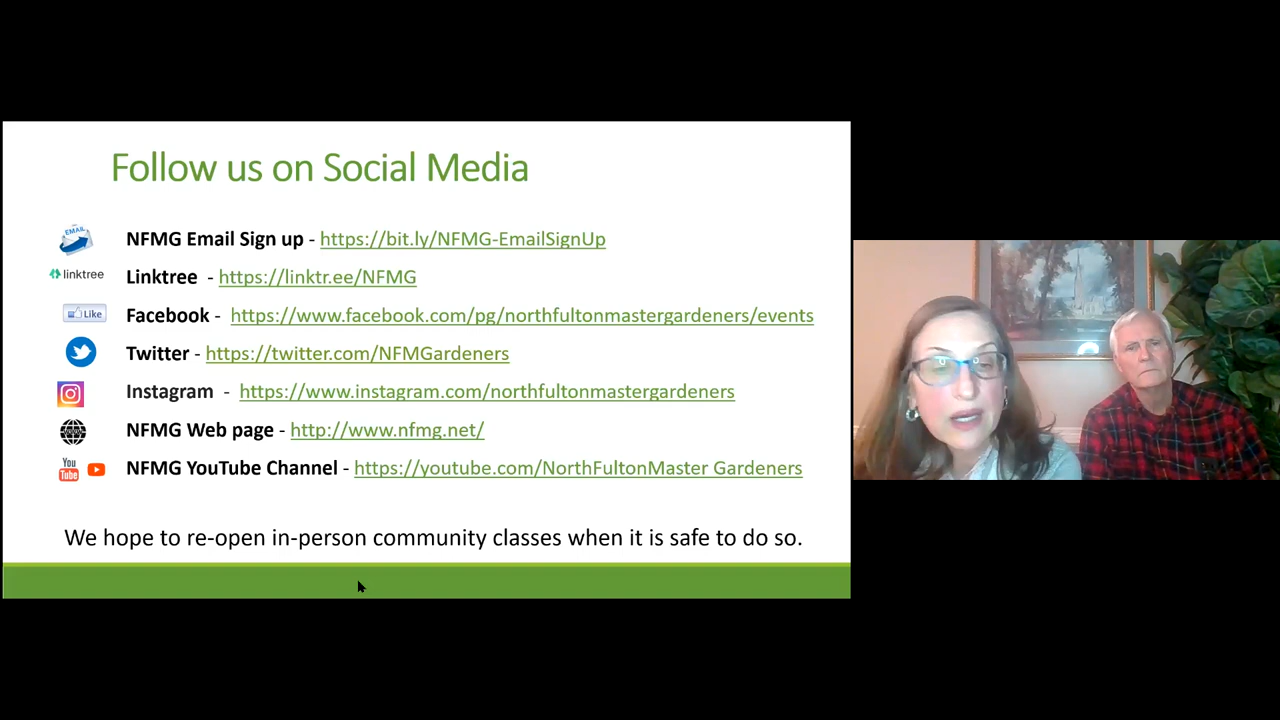 Follow us on Social Media
EMAIL
NFMG Email Sign up - https://bit.ly/NFMG-EmailSignUp
linktree
Linktree - https://linktr.ee/NFMG
Like
Facebook - https://www.facebook.com/pg/northfultonmastergardeners/events
Twitter - https://twitter.com/NFMGardeners
Instagram - https://www.instagram.com/northfultonmastergardeners
NFMG Web page - http://www.nfmg.net/
You
Tube
NFMG YouTube Channel - https://youtube.com/NorthFultonMaster Gardeners
We hope to re-open in-person community classes when it is safe to do so.